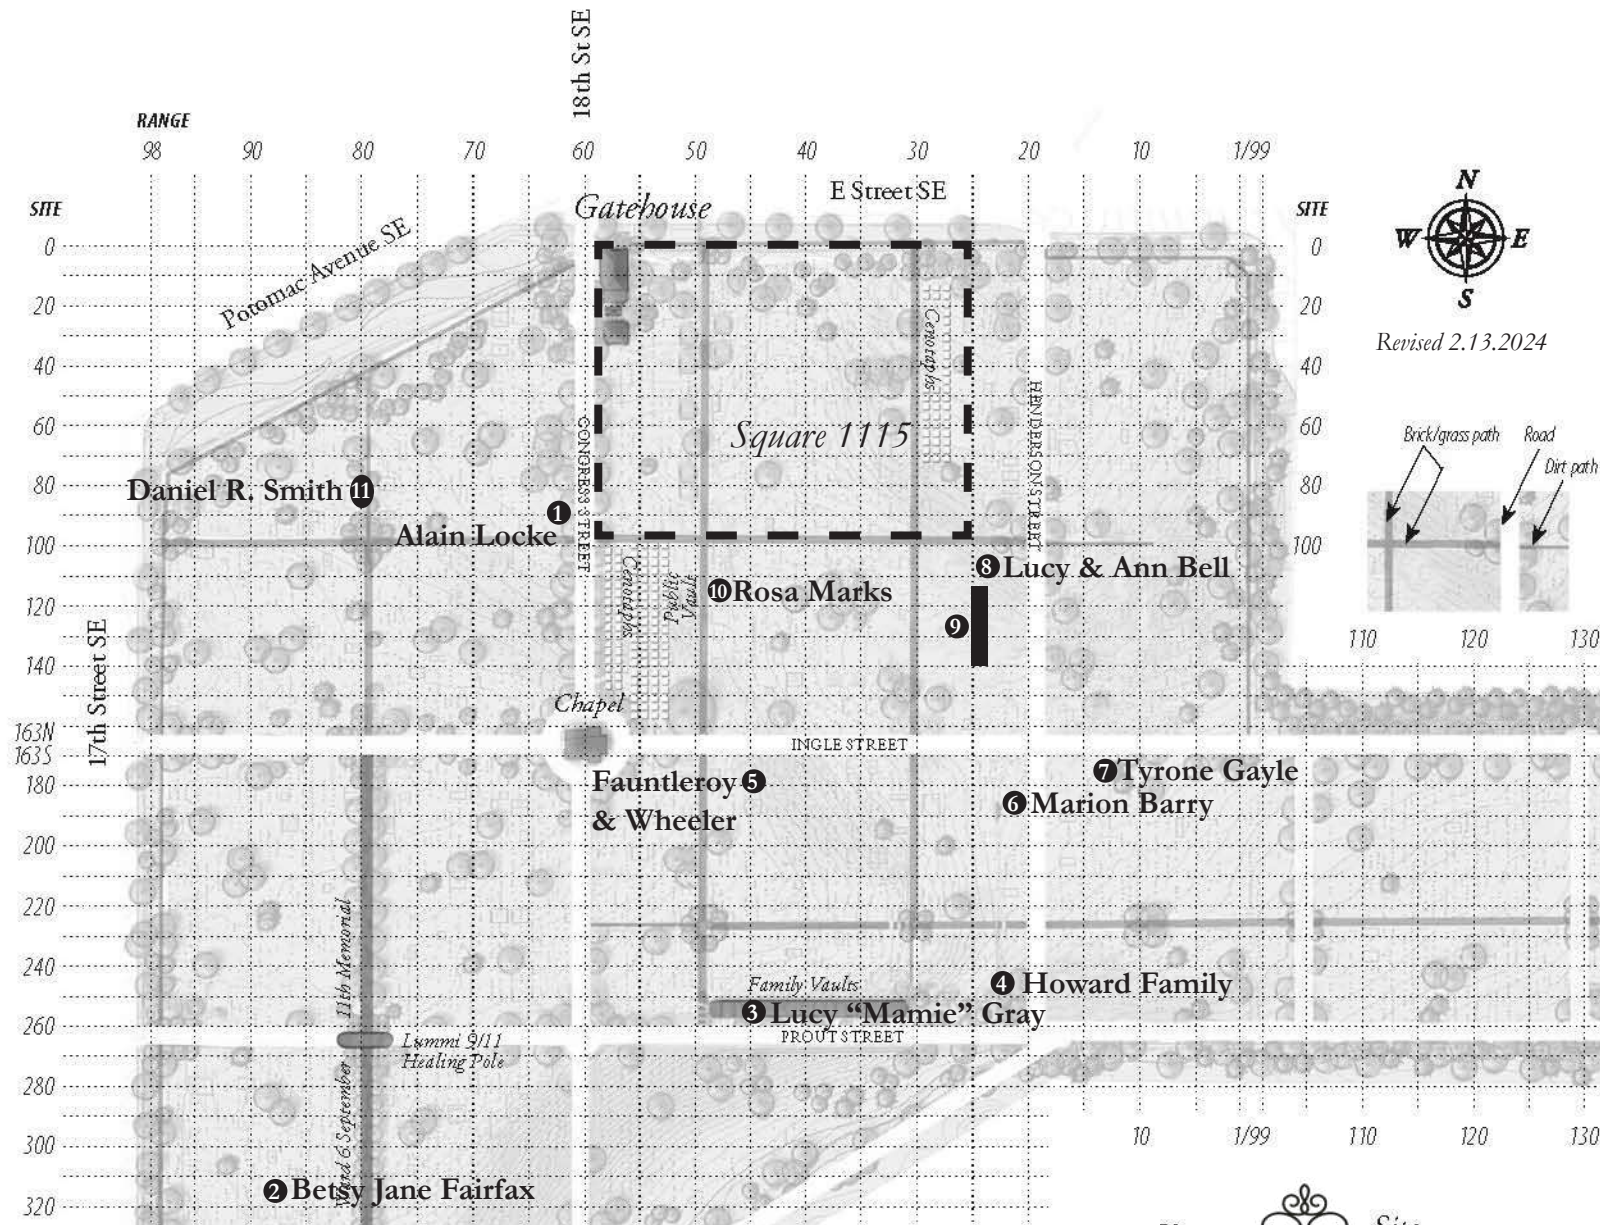 18th St SE
RANGE
98 90 80 70 60 50 40 30 20 10 1/99
E Street SE
Gatehouse
SITE
SITE
N
W E
S
Revised 2.13.2024
Potomac Avenue SE
0
20
40
60
80
100
120
140
163N
163S
180
200
220
240
260
280
300
320
0
20
40
60
80
100
Cenotaphs
Square 1115
CONGRESS STREET
HENDERSON STREET
Brick/grass path
Road
Dirt path
Daniel R. Smith 11
1
Alain Locke
8 Lucy & Ann Bell
10 Rosa Marks
Cenotaphs
Public
Vault
9
17th Street SE
110 120 130
Chapel
INGLE STREET
Fauntleroy 5
& Wheeler
7 Tyrone Gayle
6 Marion Barry
11th Memorial
Ward 6 September
Family Vaults
4 Howard Family
3 Lucy “Mamie” Gray
PROUT STREET
Lummi 9/11
Healing Pole
10 1/99 110 120 130
2 Betsy Jane Fairfax
Site